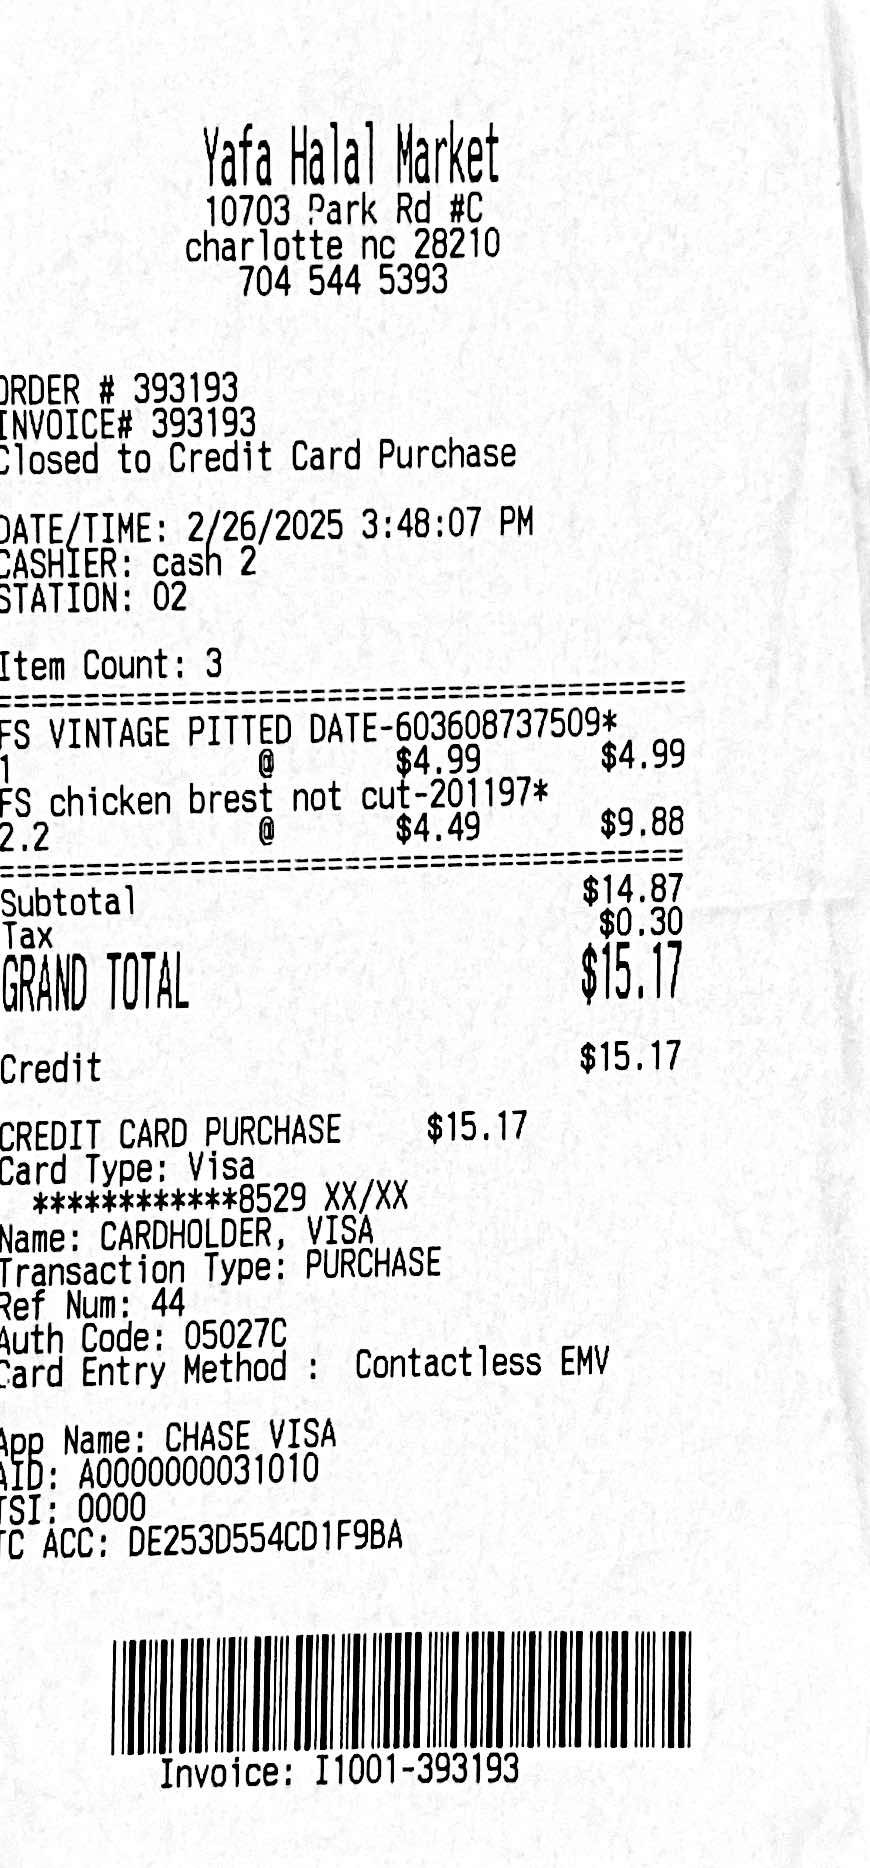 Yafa Halal Market
10703 Park Rd #C
charlotte nc 28210
704 544 5393
ORDER # 393193
INVOICE# 393193
Closed to Credit Card Purchase
DATE/TIME: 2/26/2025 3:48:07 PM
CASHIER: cash 2
STATION: 02
Item Count: 3
========================================
FS VINTAGE PITTED DATE-603608737509*
1 @ $4.99 $4.99
FS chicken brest not cut-201197*
2.2 @ $4.49 $9.88
========================================
Subtotal $14.87
Tax $0.30
GRAND TOTAL $15.17
Credit $15.17
CREDIT CARD PURCHASE $15.17
Card Type: Visa
************8529 XX/XX
Name: CARDHOLDER, VISA
Transaction Type: PURCHASE
Ref Num: 44
Auth Code: 05027C
Card Entry Method : Contactless EMV
App Name: CHASE VISA
AID: A0000000031010
TSI: 0000
TC ACC: DE253D554CD1F9BA
Invoice: I1001-393193